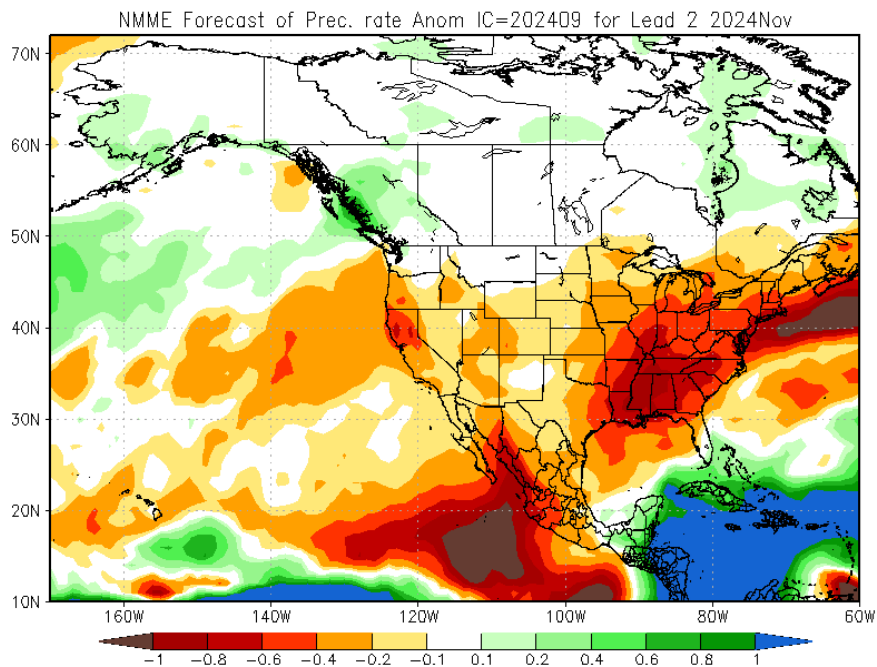 NMME Forecast of Prec. rate Anom IC=202409 for Lead 2 2024Nov
70N
60N
50N
40N
30N
20N
10N
160W 140W 120W 100W 80W 60W
-1 -0.8 -0.6 -0.4 -0.2 -0.1 0.1 0.2 0.4 0.6 0.8 1